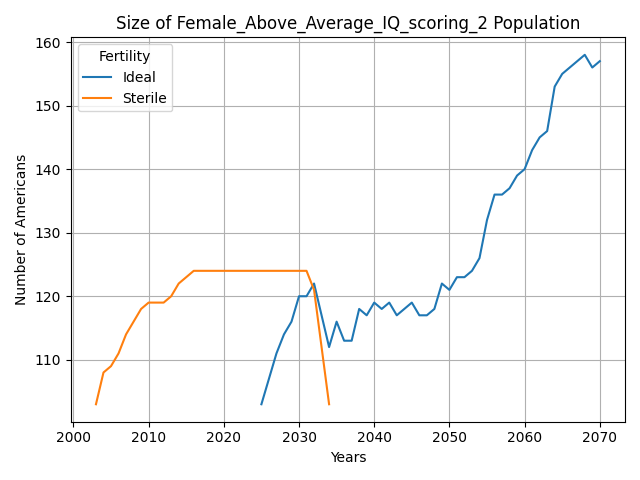 Size of Female_Above_Average_IQ_scoring_2 Population
Fertility
Ideal
Sterile
Number of Americans
160
150
140
130
120
110
2000 2010 2020 2030 2040 2050 2060 2070
Years